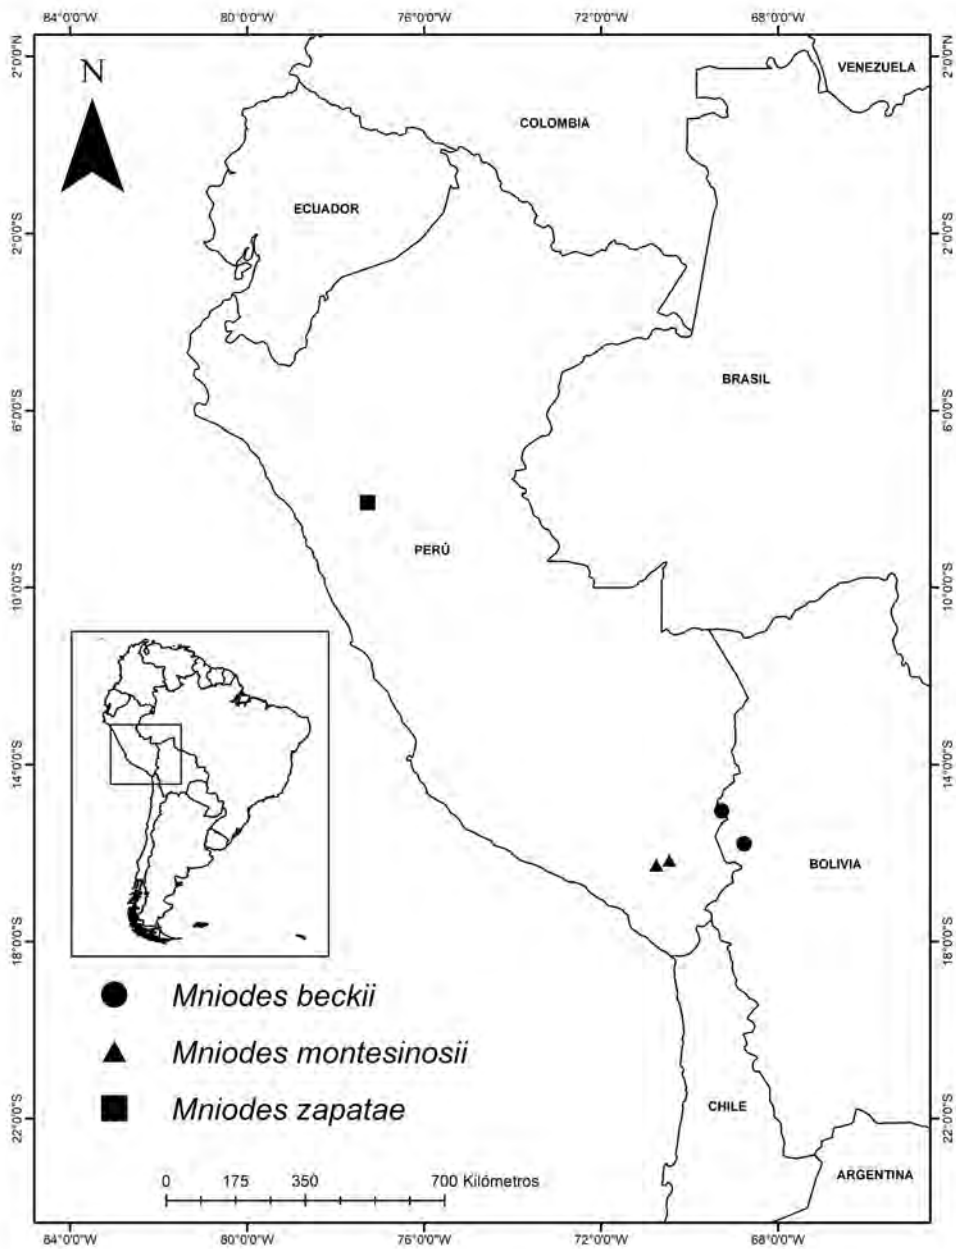 84°0'0"W 80°0'0"W 76°0'0"W 72°0'0"W 68°0'0"W
2°0'0"N 2°0'0"N
N
VENEZUELA
COLOMBIA
ECUADOR
2°0'0"S 2°0'0"S
BRASIL
6°0'0"S 6°0'0"S
PERÚ
10°0'0"S 10°0'0"S
14°0'0"S 14°0'0"S
BOLIVIA
18°0'0"S 18°0'0"S
Mniodes beckii
Mniodes montesinosii
Mniodes zapatae
CHILE
22°0'0"S 22°0'0"S
ARGENTINA
0 175 350 700 Kilómetros
84°0'0"W 80°0'0"W 76°0'0"W 72°0'0"W 68°0'0"W